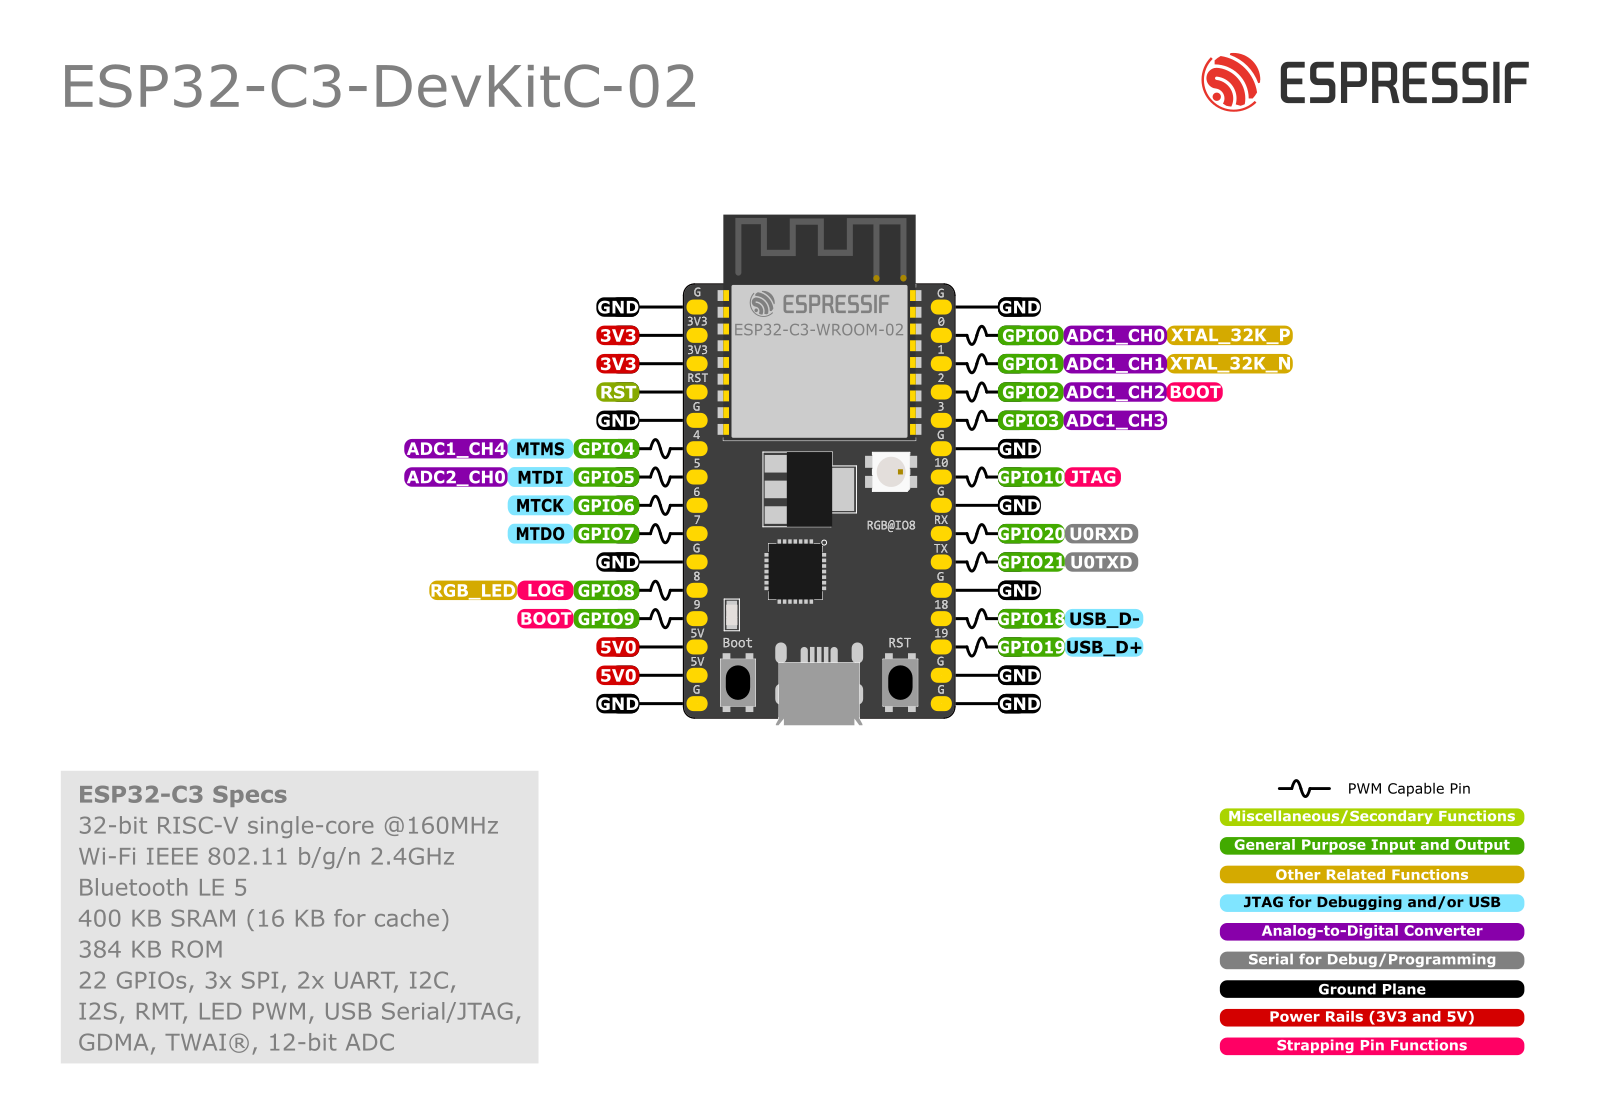 ESP32-C3-DevKitC-02
ESPRESSIF
ESPRESSIF
ESP32-C3-WROOM-02
GND G G GND
3V3 3V3 0 GPIO0 ADC1_CH0 XTAL_32K_P
3V3 3V3 1 GPIO1 ADC1_CH1 XTAL_32K_N
RST RST 2 GPIO2 ADC1_CH2 BOOT
GND G 3 GPIO3 ADC1_CH3
ADC1_CH4 MTMS GPIO4 4 G GND
ADC2_CH0 MTDI GPIO5 5 10 GPIO10 JTAG
MTCK GPIO6 6 G GND
RGB@IO8
MTDO GPIO7 7 RX GPIO20 U0RXD
GND G TX GPIO21 U0TXD
RGB_LED LOG GPIO8 8 G GND
BOOT GPIO9 9 18 GPIO18 USB_D-
Boot RST
5V0 5V 19 GPIO19 USB_D+
5V0 5V G GND
GND G G GND
ESP32-C3 Specs
32-bit RISC-V single-core @160MHz
Wi-Fi IEEE 802.11 b/g/n 2.4GHz
Bluetooth LE 5
400 KB SRAM (16 KB for cache)
384 KB ROM
22 GPIOs, 3x SPI, 2x UART, I2C,
I2S, RMT, LED PWM, USB Serial/JTAG,
GDMA, TWAI®, 12-bit ADC
PWM Capable Pin
Miscellaneous/Secondary Functions
General Purpose Input and Output
Other Related Functions
JTAG for Debugging and/or USB
Analog-to-Digital Converter
Serial for Debug/Programming
Ground Plane
Power Rails (3V3 and 5V)
Strapping Pin Functions